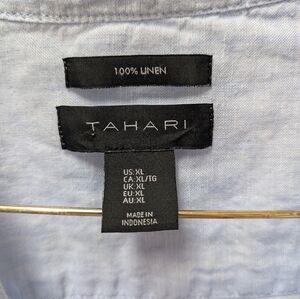 100% LINEN
TAHARI
US:XL
CA:XL/TG
UK:XL
EU:XL
AU:XL
MADE IN
INDONESIA